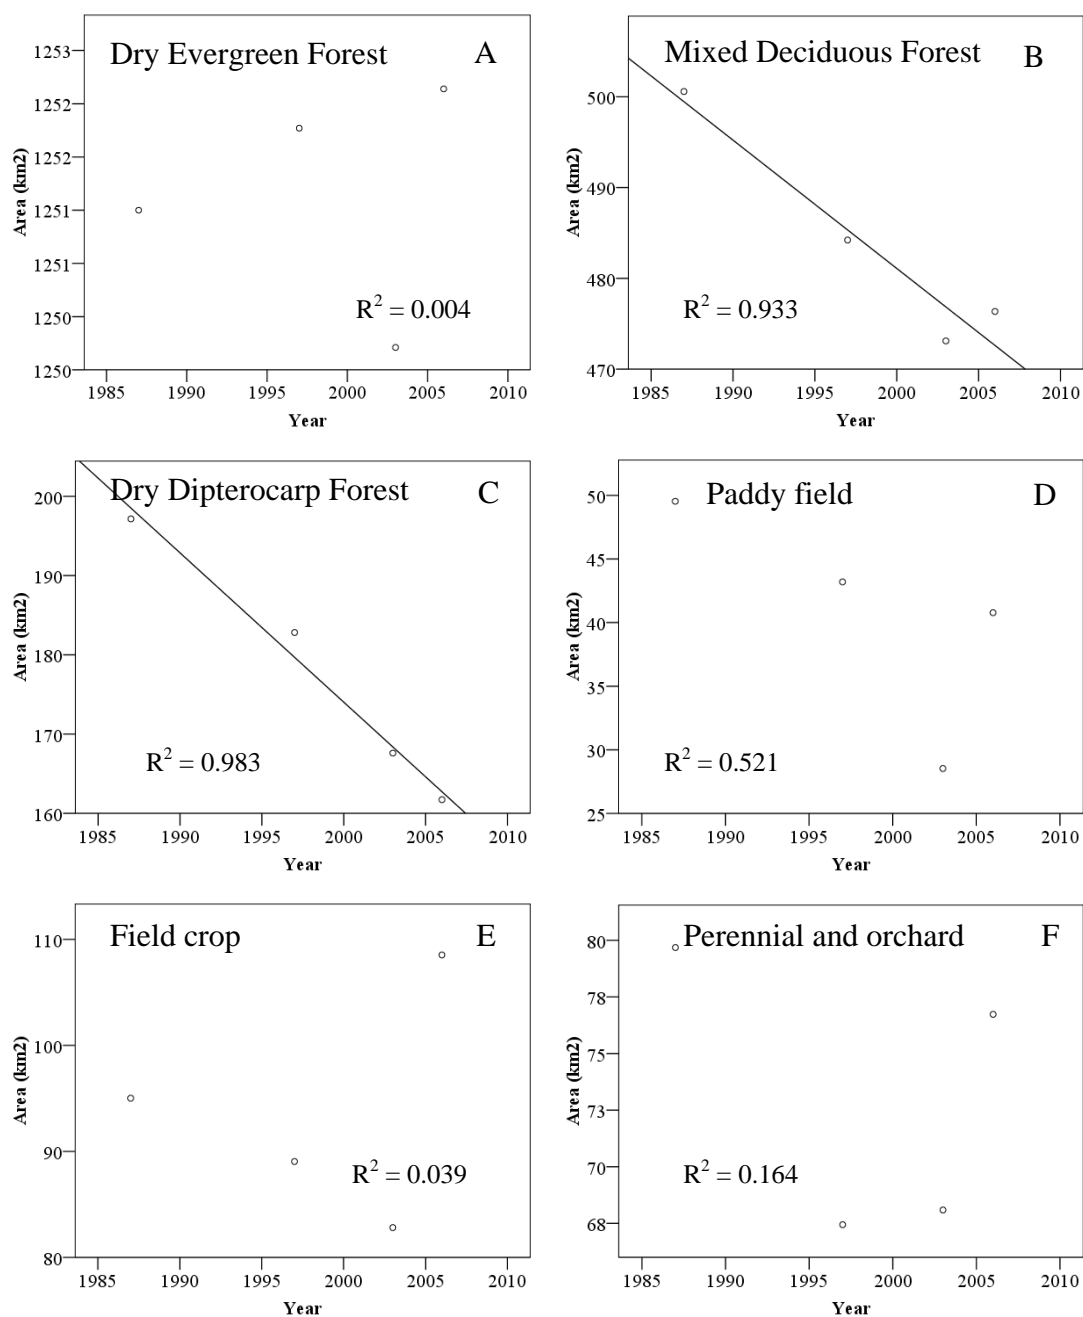 Dry Evergreen Forest A
1253
1252
1252
1251
1251
1250
1250
Area (km2)
R² = 0.004
1985 1990 1995 2000 2005 2010
Year
Mixed Deciduous Forest B
500
490
480
470
Area (km2)
R² = 0.933
1985 1990 1995 2000 2005 2010
Year
Dry Dipterocarp Forest C
200
190
180
170
160
Area (km2)
R² = 0.983
1985 1990 1995 2000 2005 2010
Year
Paddy field D
50
45
40
35
30
25
Area (km2)
R² = 0.521
1985 1990 1995 2000 2005 2010
Year
Field crop E
110
100
90
80
Area (km2)
R² = 0.039
1985 1990 1995 2000 2005 2010
Year
Perennial and orchard F
80
78
75
73
70
68
Area (km2)
R² = 0.164
1985 1990 1995 2000 2005 2010
Year